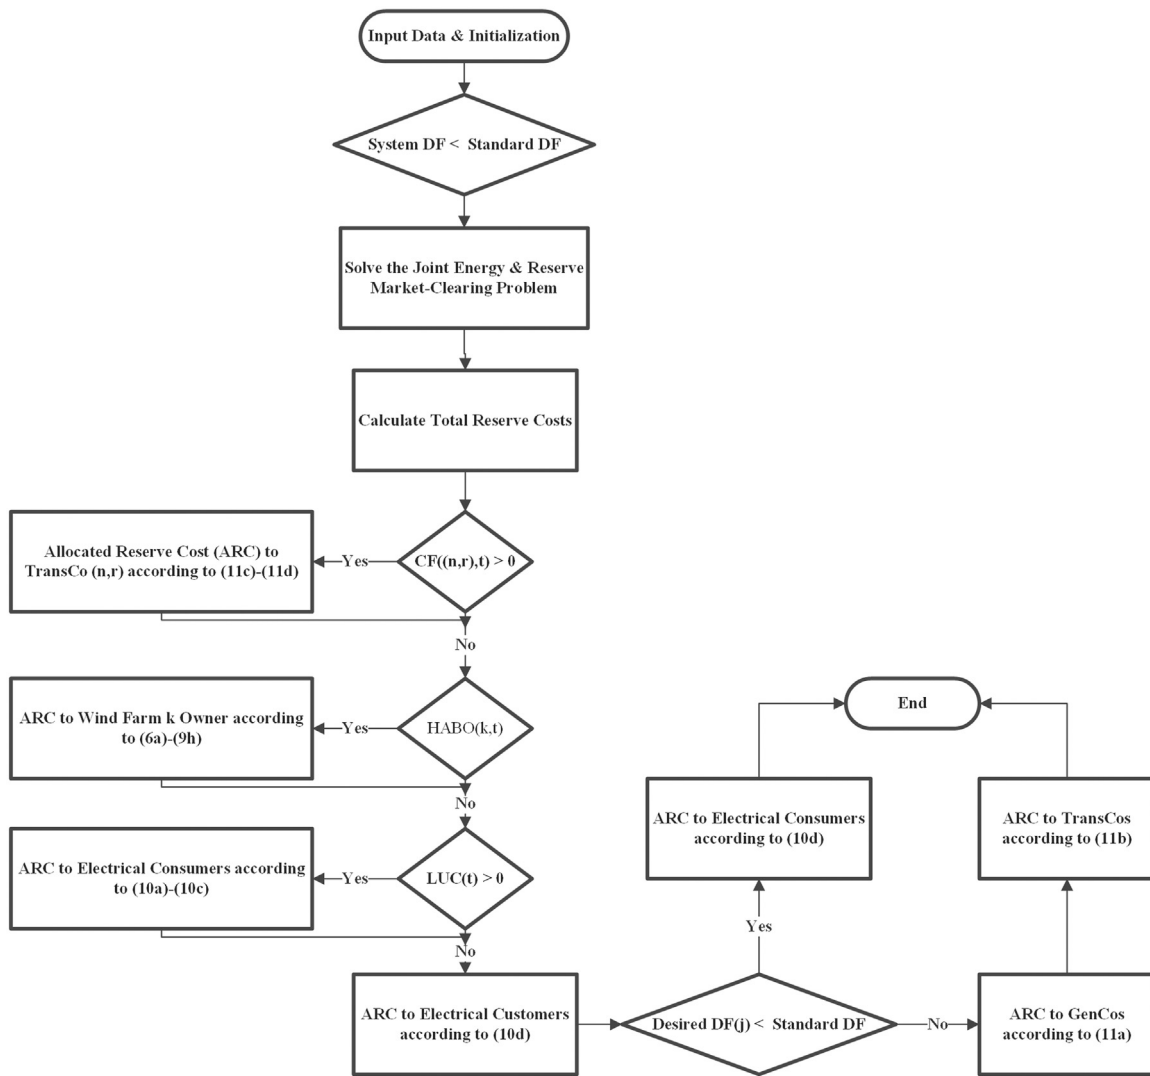 Input Data & Initialization
System DF < Standard DF
Solve the Joint Energy & Reserve
Market-Clearing Problem
Calculate Total Reserve Costs
CF((n,r),t) > 0
Yes
Allocated Reserve Cost (ARC) to
TransCo (n,r) according to (11c)-(11d)
No
HABO(k,t)
Yes
ARC to Wind Farm k Owner according
to (6a)-(9h)
No
LUC(t) > 0
Yes
ARC to Electrical Consumers according
to (10a)-(10c)
No
ARC to Electrical Customers
according to (10d)
Desired DF(j) < Standard DF
Yes
ARC to Electrical Consumers
according to (10d)
No
ARC to GenCos
according to (11a)
ARC to TransCos
according to (11b)
End